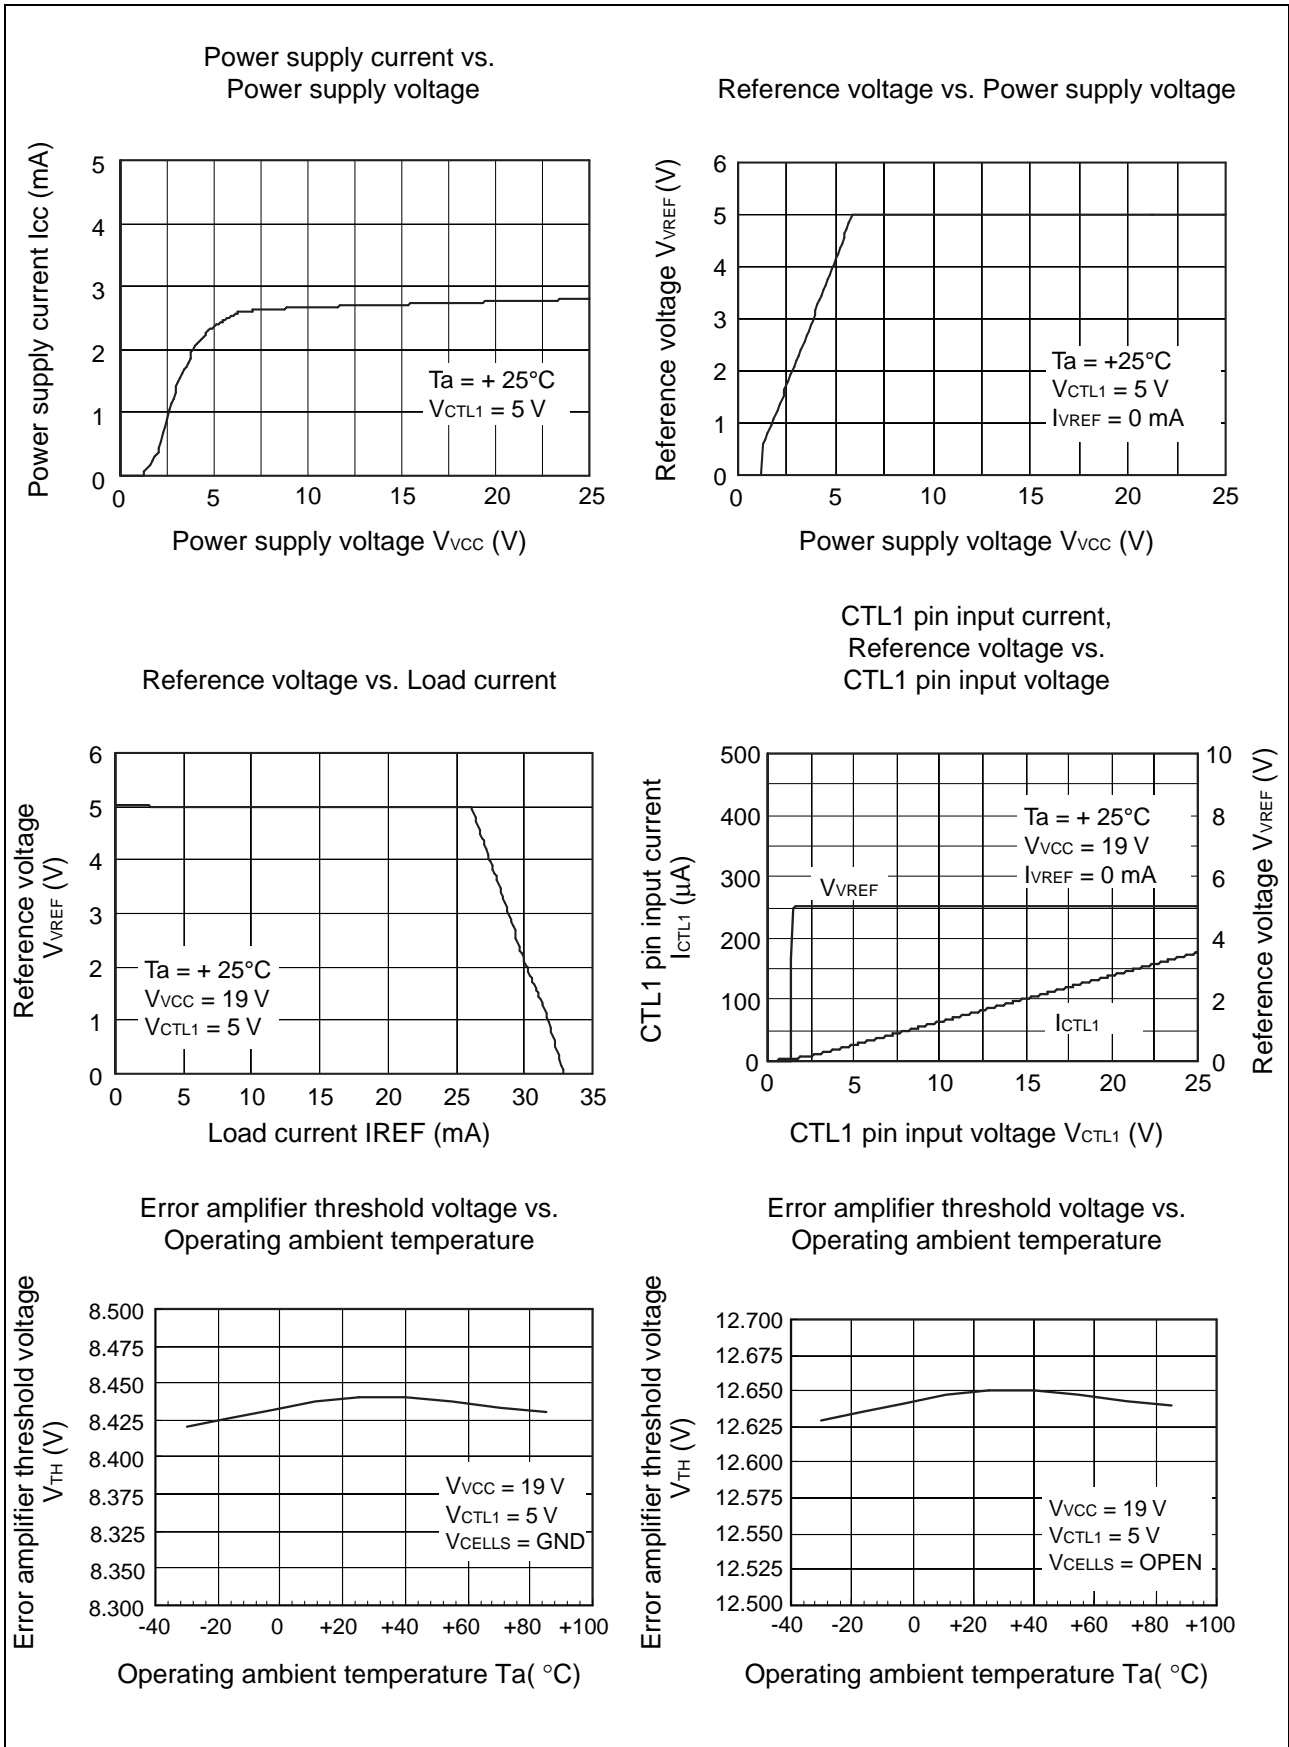 Power supply current vs.
Power supply voltage
Power supply current Icc (mA)
5
4
3
2
1
0
Ta = + 25°C
VCTL1 = 5 V
0 5 10 15 20 25
Power supply voltage VVCC (V)
Reference voltage vs. Power supply voltage
Reference voltage VVREF (V)
6
5
4
3
2
1
0
Ta = +25°C
VCTL1 = 5 V
IVREF = 0 mA
0 5 10 15 20 25
Power supply voltage VVCC (V)
Reference voltage vs. Load current
Reference voltage
VVREF (V)
6
5
4
3
2
1
0
Ta = + 25°C
VVCC = 19 V
VCTL1 = 5 V
0 5 10 15 20 25 30 35
Load current IREF (mA)
CTL1 pin input current,
Reference voltage vs.
CTL1 pin input voltage
CTL1 pin input current
ICTL1 (μA)
500
400
300
200
100
0
Ta = + 25°C
VVCC = 19 V
IVREF = 0 mA
VVREF
ICTL1
10
8
6
4
2
0
Reference voltage VVREF (V)
0 5 10 15 20 25
CTL1 pin input voltage VCTL1 (V)
Error amplifier threshold voltage vs.
Operating ambient temperature
Error amplifier threshold voltage
VTH (V)
8.500
8.475
8.450
8.425
8.400
8.375
8.325
8.350
8.300
VVCC = 19 V
VCTL1 = 5 V
VCELLS = GND
-40 -20 0 +20 +40 +60 +80 +100
Operating ambient temperature Ta( °C)
Error amplifier threshold voltage vs.
Operating ambient temperature
Error amplifier threshold voltage
VTH (V)
12.700
12.675
12.650
12.625
12.600
12.575
12.550
12.525
12.500
VVCC = 19 V
VCTL1 = 5 V
VCELLS = OPEN
-40 -20 0 +20 +40 +60 +80 +100
Operating ambient temperature Ta( °C)